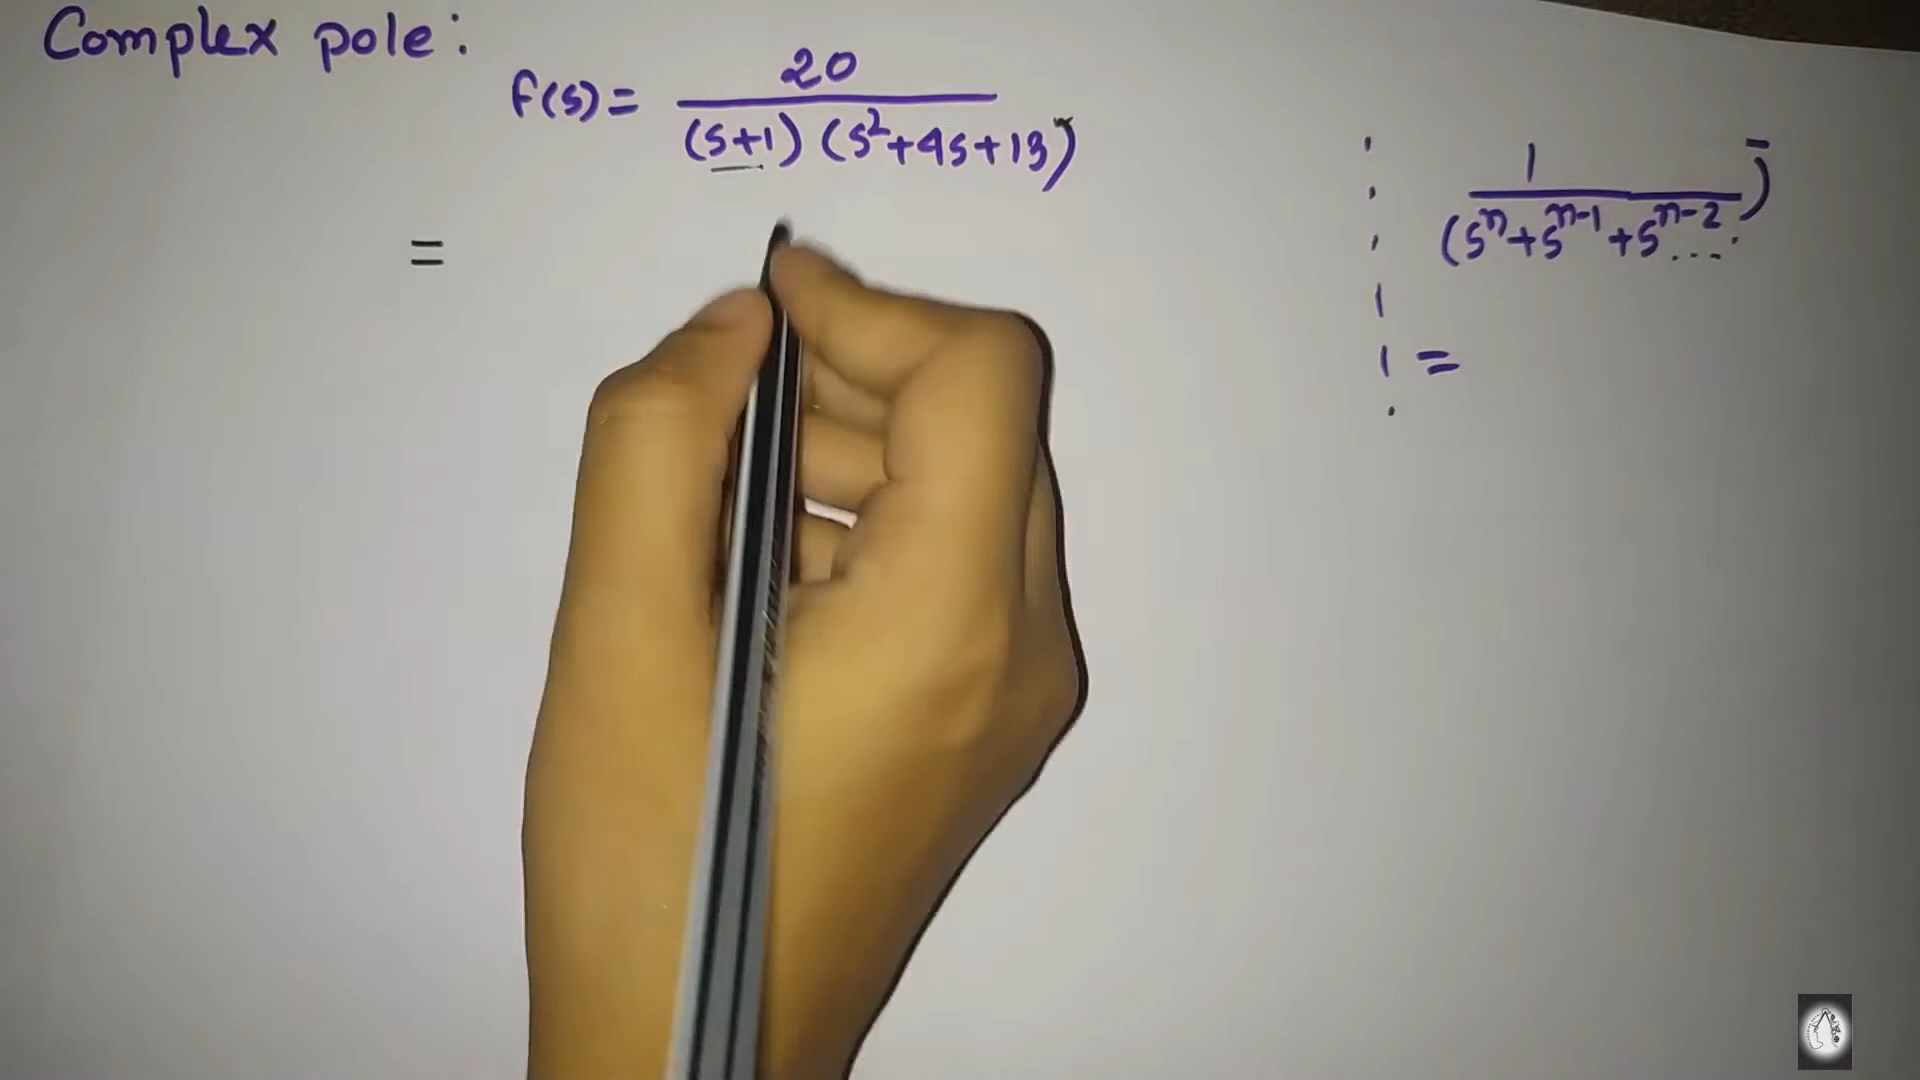 Complex pole:
f(s) = 20 / (s+1) (s²+4s+13)
=
1 / (sⁿ+sⁿ⁻¹+sⁿ⁻²....)
=